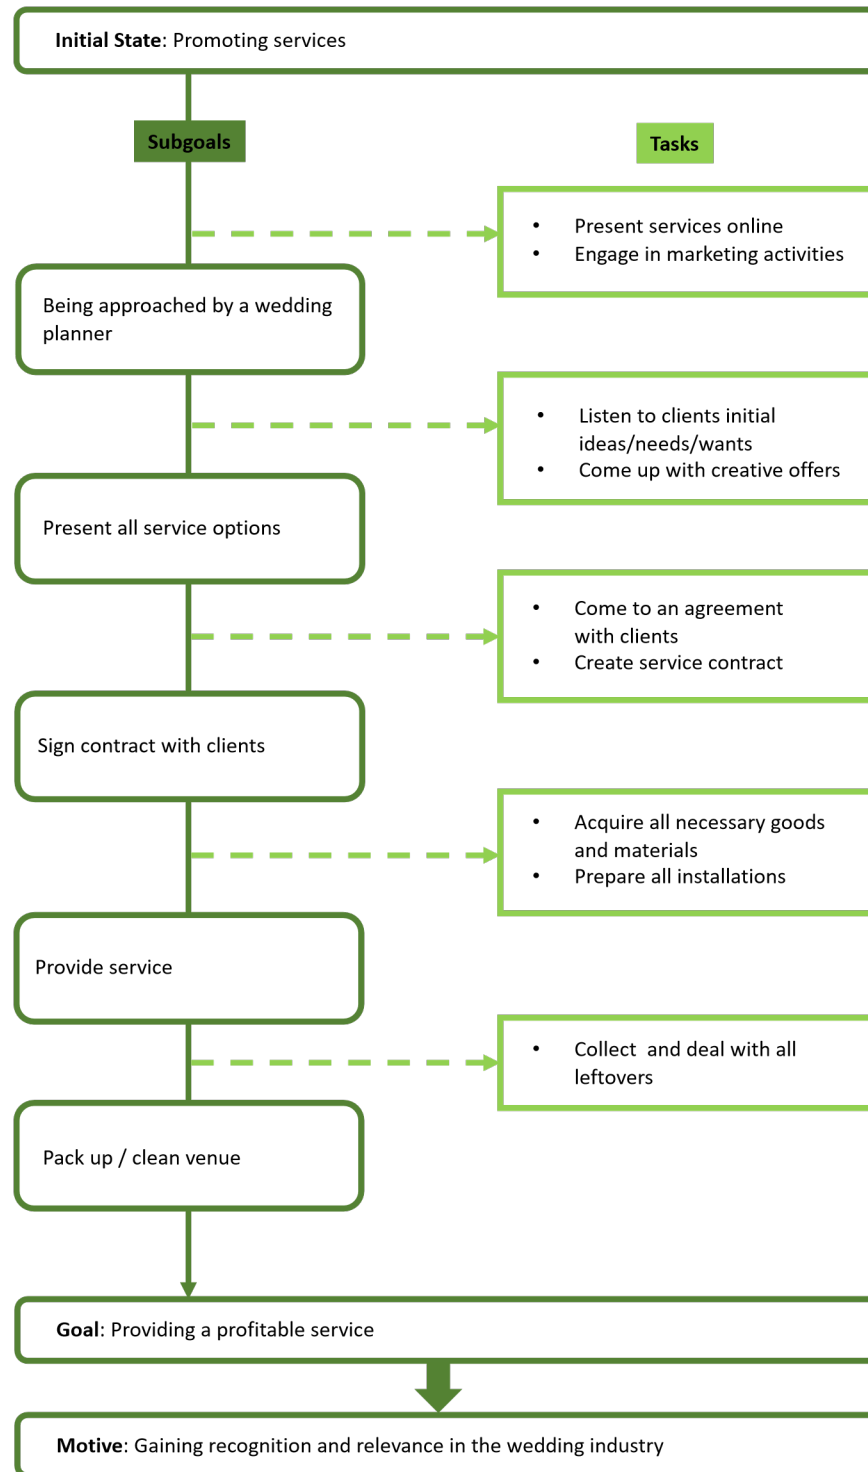 Initial State: Promoting services
Subgoals
Tasks
• Present services online
• Engage in marketing activities
Being approached by a wedding
planner
• Listen to clients initial
ideas/needs/wants
• Come up with creative offers
Present all service options
• Come to an agreement
with clients
• Create service contract
Sign contract with clients
• Acquire all necessary goods
and materials
• Prepare all installations
Provide service
• Collect  and deal with all
leftovers
Pack up / clean venue
Goal: Providing a profitable service
Motive: Gaining recognition and relevance in the wedding industry